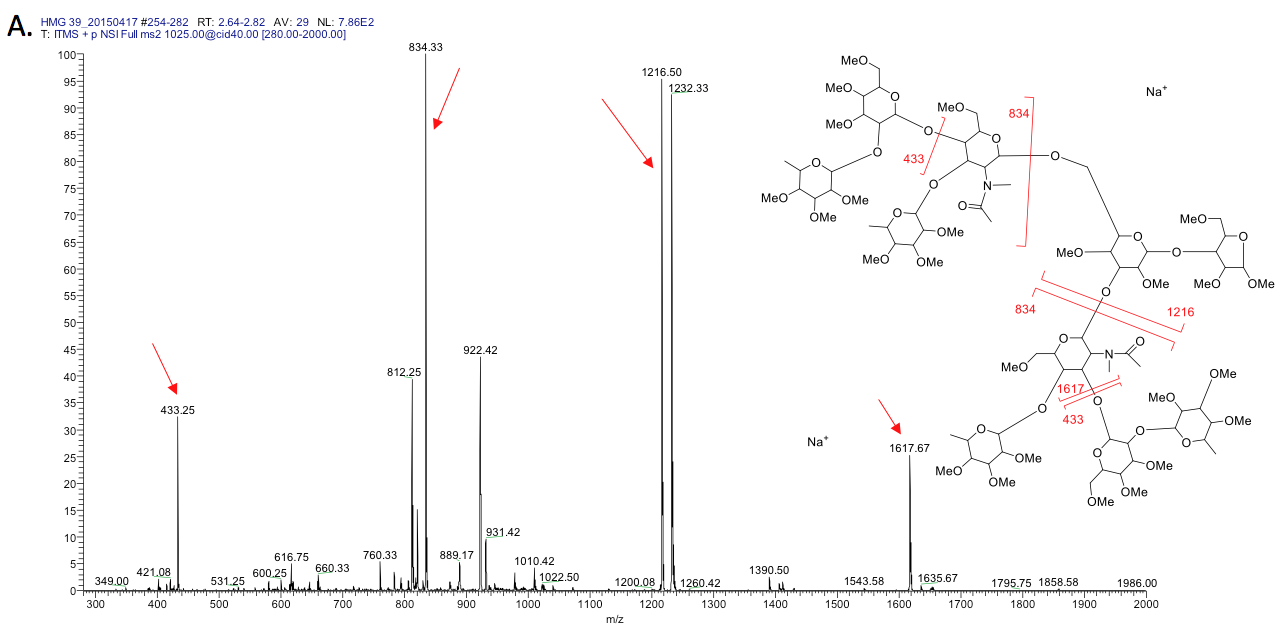 A.
HMG 39_20150417 #254-282 RT: 2.64-2.82 AV: 29 NL: 7.86E2
T: ITMS + p NSI Full ms2 1025.00@cid40.00 [280.00-2000.00]
834.33
1216.50
1232.33
922.42
812.25
433.25
1617.67
931.42
616.75
760.33
889.17
1010.42
660.33
600.25
421.08
349.00
531.25
1022.50
1200.08
1260.42
1390.50
1543.58
1635.67
1795.75
1858.58
1986.00
100
95
90
85
80
75
70
65
60
55
50
45
40
35
30
25
20
15
10
5
0
300 400 500 600 700 800 900 1000 1100 1200 1300 1400 1500 1600 1700 1800 1900 2000
m/z
MeO
Na+
MeO
O
MeO
834
MeO
O
O
433
O
O
O
O
N
MeO
OMe
OMe
O
O
O
OMe
MeO
OMe
MeO
O
O
MeO
O
OMe
MeO
OMe
O
834
1216
O
O
MeO
N
1617
O
433
O
OMe
MeO
OMe
O
O
O
Na+
O
OMe
MeO
OMe
O
OMe
OMe
OMe